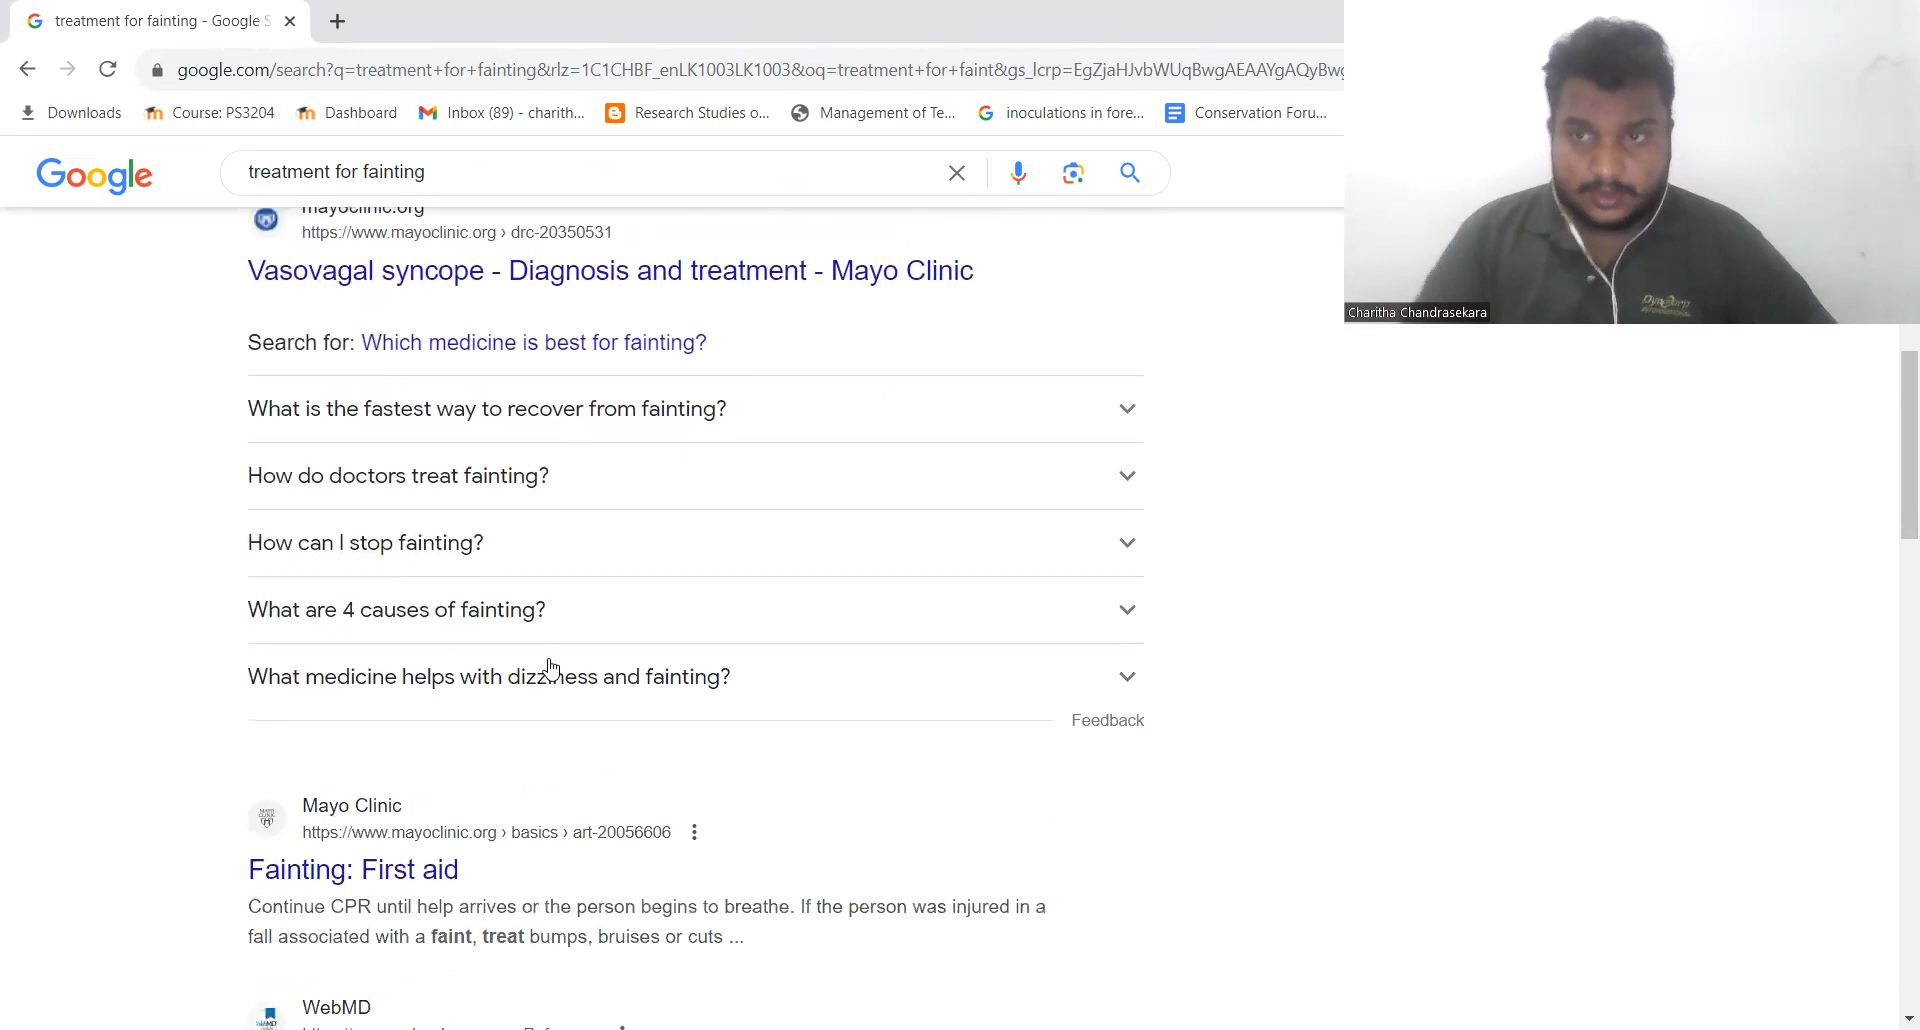 treatment for fainting - Google S
google.com/search?q=treatment+for+fainting&rlz=1C1CHBF_enLK1003LK1003&oq=treatment+for+faint&gs_lcrp=EgZjaHJvbWUqBwgAEAAYgAQyBwg
Downloads
Course: PS3204
Dashboard
Inbox (89) - charith...
Research Studies o...
Management of Te...
inoculations in fore...
Conservation Foru...
Google
treatment for fainting
mayoclinic.org
https://www.mayoclinic.org › drc-20350531
Vasovagal syncope - Diagnosis and treatment - Mayo Clinic
Search for: Which medicine is best for fainting?
What is the fastest way to recover from fainting?
How do doctors treat fainting?
How can I stop fainting?
What are 4 causes of fainting?
What medicine helps with dizziness and fainting?
Feedback
Mayo Clinic
https://www.mayoclinic.org › basics › art-20056606
Fainting: First aid
Continue CPR until help arrives or the person begins to breathe. If the person was injured in a
fall associated with a faint, treat bumps, bruises or cuts ...
WebMD
Charitha Chandrasekara